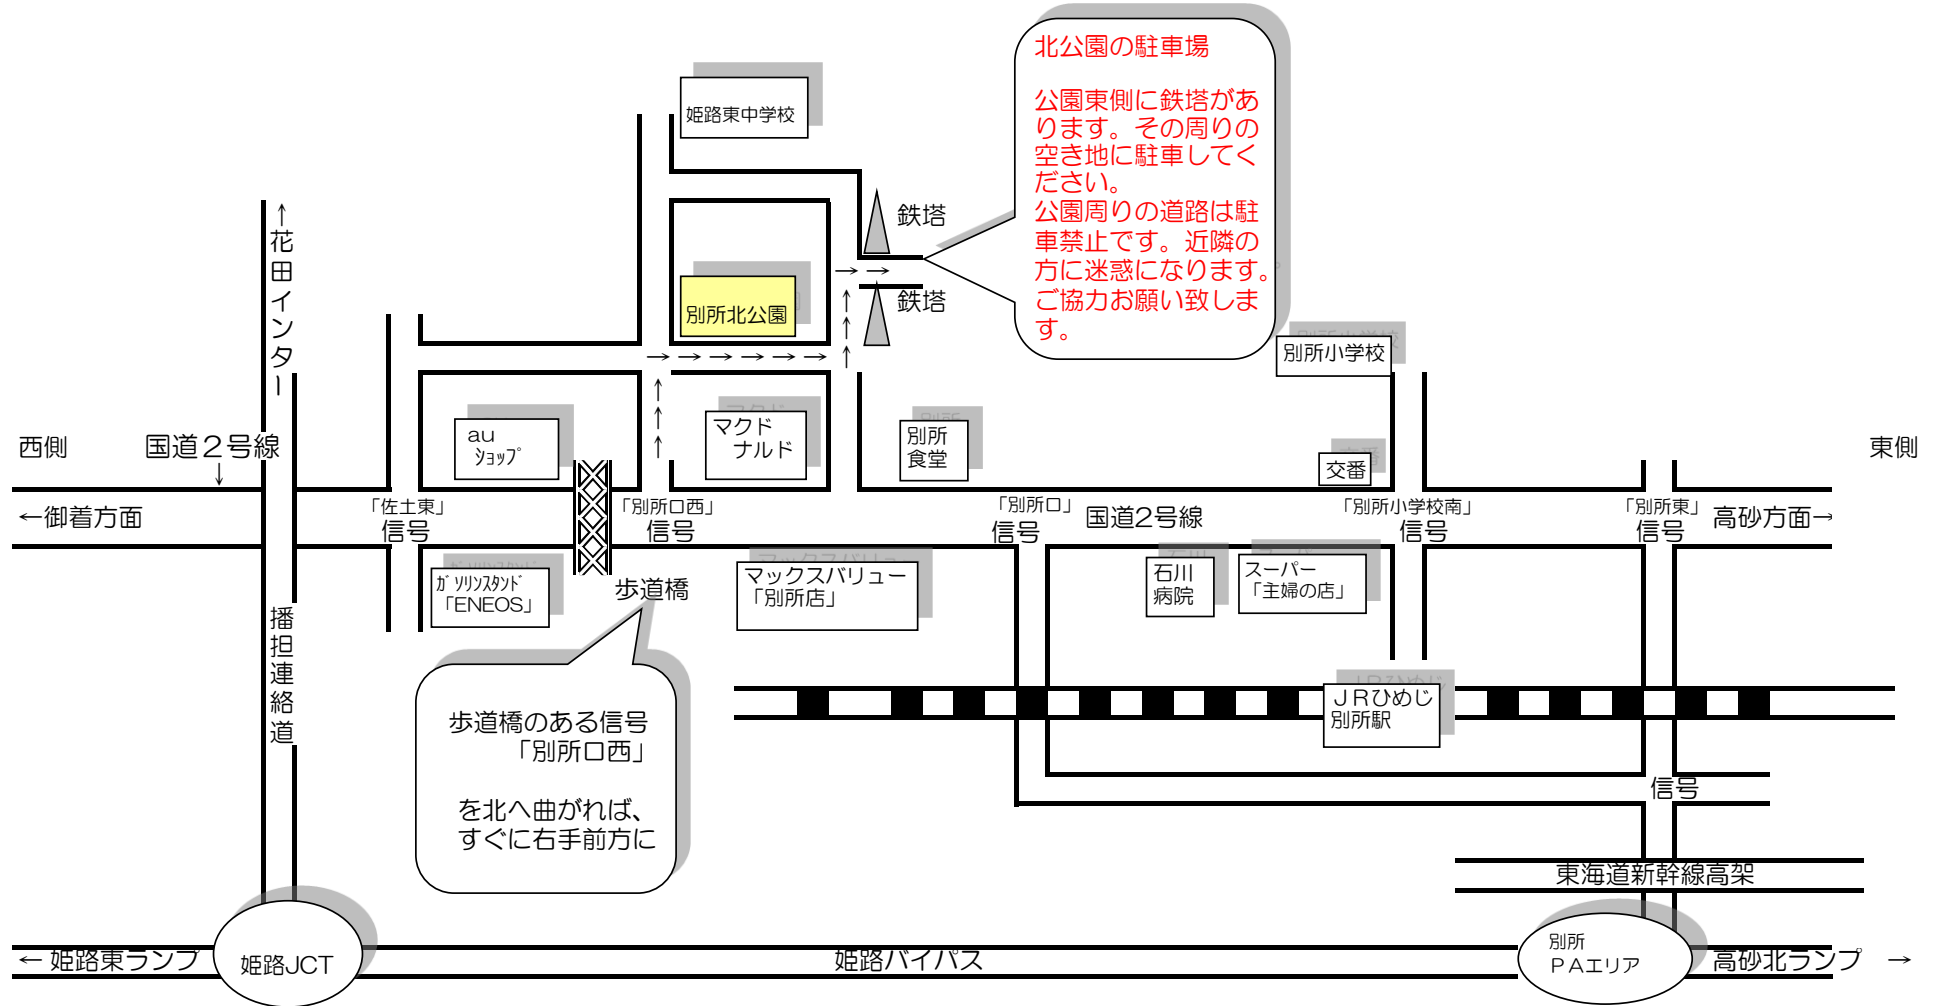 北公園の駐車場
公園東側に鉄塔があ
ります。その周りの
空き地に駐車してく
ださい。
公園周りの道路は駐
車禁止です。近隣の
方に迷惑になります。
ご協力お願い致しま
す。
姫路東中学校
鉄塔
鉄塔
→ →
別所北公園
→ → → → → →
別所小学校
↑花田インター
au
ショップ
マクド
ナルド
別所
食堂
交番
西側
国道2号線
↓
東側
←御着方面
「佐土東」
信号
「別所口西」
信号
「別所口」
信号
国道2号線
「別所小学校南」
信号
「別所東」
信号
高砂方面→
ガソリンスタンド
「ENEOS」
歩道橋
マックスバリュー
「別所店」
石川
病院
スーパー
「主婦の店」
播担連絡道
歩道橋のある信号
「別所口西」
を北へ曲がれば、
すぐに右手前方に
JRひめじ
別所駅
信号
東海道新幹線高架
← 姫路東ランプ
姫路JCT
姫路バイパス
別所
PAエリア
高砂北ランプ →